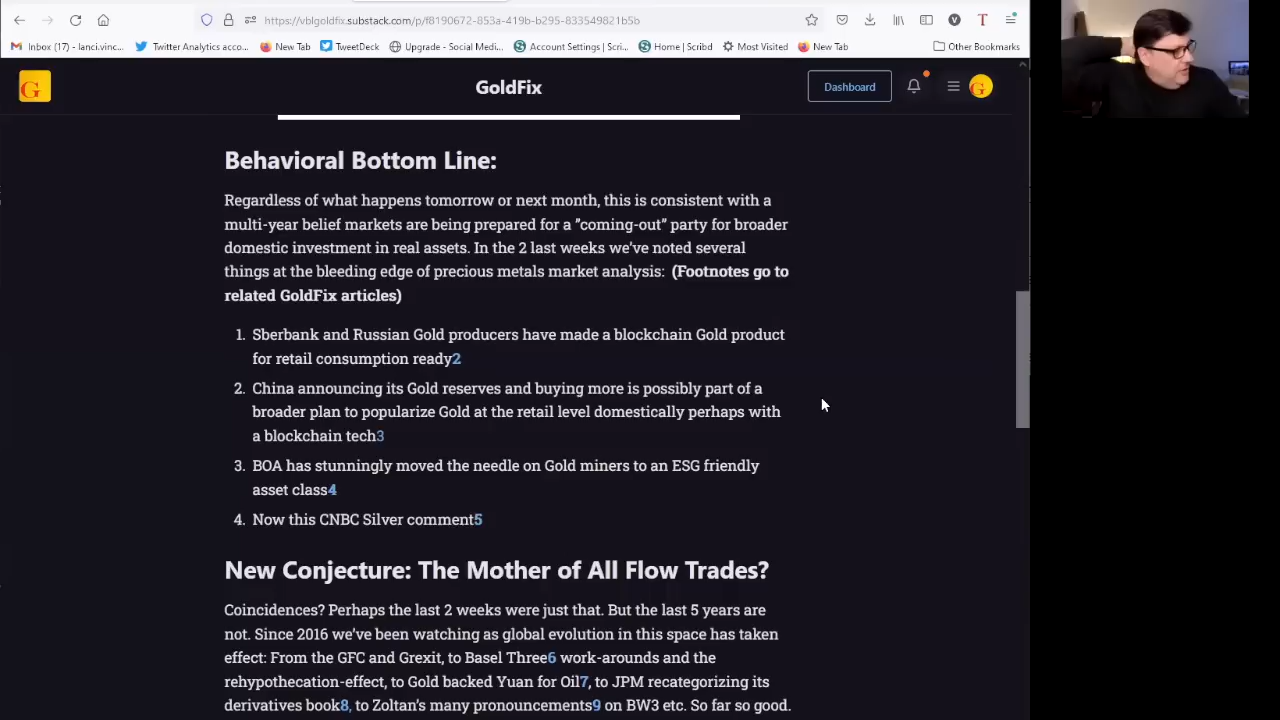 https://vblgoldfix.substack.com/p/f8190672-853a-419b-b295-833549821b5b
Inbox (17) - lanci.vinc... Twitter Analytics acco... New Tab TweetDeck Upgrade - Social Medi... Account Settings | Scri... Home | Scribd Most Visited New Tab Other Bookmarks
G GoldFix Dashboard G
Behavioral Bottom Line:
Regardless of what happens tomorrow or next month, this is consistent with a
multi-year belief markets are being prepared for a ”coming-out” party for broader
domestic investment in real assets. In the 2 last weeks we’ve noted several
things at the bleeding edge of precious metals market analysis: (Footnotes go to
related GoldFix articles)
1. Sberbank and Russian Gold producers have made a blockchain Gold product
for retail consumption ready2
2. China announcing its Gold reserves and buying more is possibly part of a
broader plan to popularize Gold at the retail level domestically perhaps with
a blockchain tech3
3. BOA has stunningly moved the needle on Gold miners to an ESG friendly
asset class4
4. Now this CNBC Silver comment5
New Conjecture: The Mother of All Flow Trades?
Coincidences? Perhaps the last 2 weeks were just that. But the last 5 years are
not. Since 2016 we’ve been watching as global evolution in this space has taken
effect: From the GFC and Grexit, to Basel Three6 work-arounds and the
rehypothecation-effect, to Gold backed Yuan for Oil7, to JPM recategorizing its
derivatives book8, to Zoltan’s many pronouncements9 on BW3 etc. So far so good.